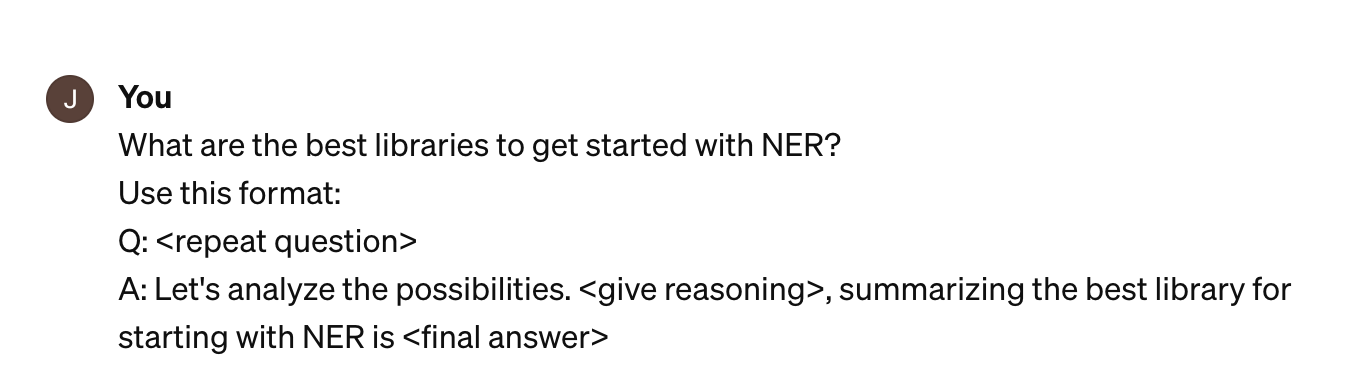 J
You
What are the best libraries to get started with NER?
Use this format:
Q: <repeat question>
A: Let's analyze the possibilities. <give reasoning>, summarizing the best library for
starting with NER is <final answer>